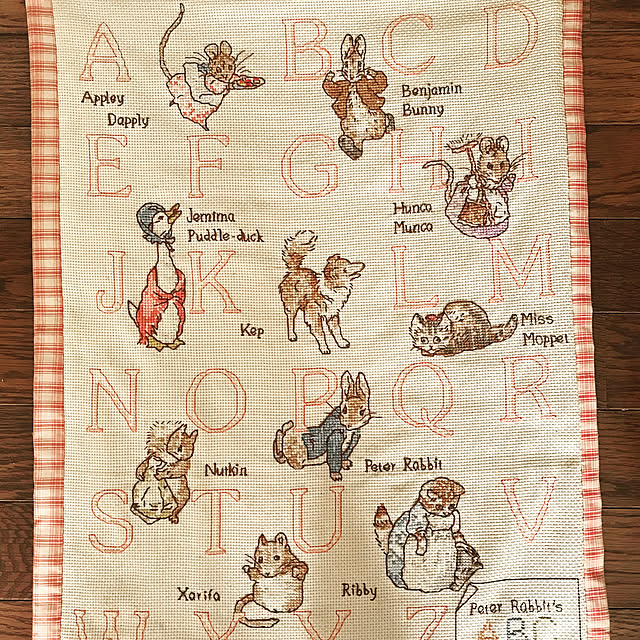 A B C D
Appley
Dapply
Benjamin
Bunny
E F G H I
Hunca
Munca
Jemima
Puddle-duck
J K L M
Kep
Miss
Moppet
N O P Q R
Nutkin
Peter Rabbit
S T U V
Xarifa
Ribby
W X Y Z
Peter Rabbit's
A B C